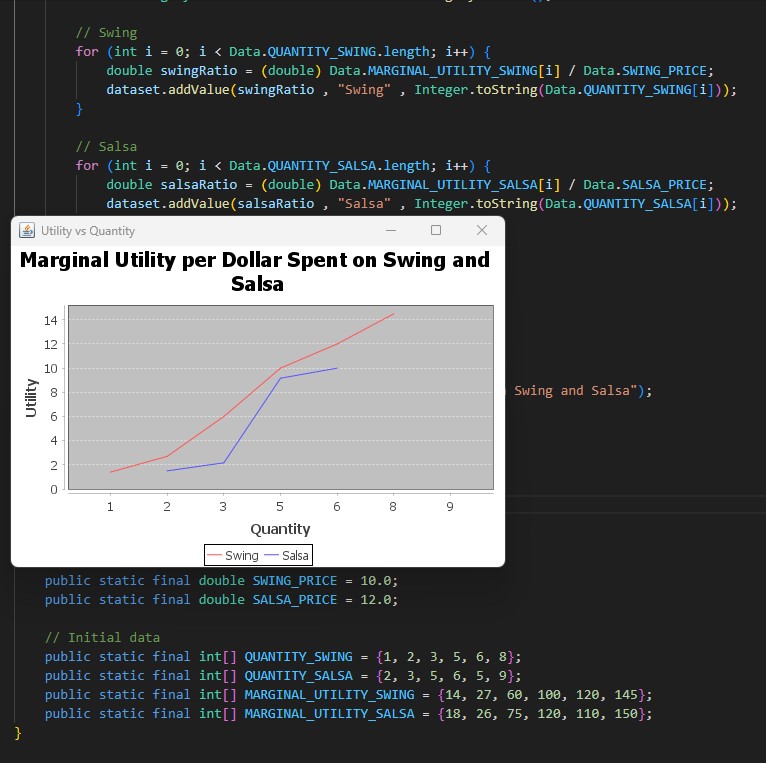 // Swing
for (int i = 0; i < Data.QUANTITY_SWING.length; i++) {
double swingRatio = (double) Data.MARGINAL_UTILITY_SWING[i] / Data.SWING_PRICE;
dataset.addValue(swingRatio , "Swing" , Integer.toString(Data.QUANTITY_SWING[i]));
}
// Salsa
for (int i = 0; i < Data.QUANTITY_SALSA.length; i++) {
double salsaRatio = (double) Data.MARGINAL_UTILITY_SALSA[i] / Data.SALSA_PRICE;
dataset.addValue(salsaRatio , "Salsa" , Integer.toString(Data.QUANTITY_SALSA[i]));
Utility vs Quantity
Marginal Utility per Dollar Spent on Swing and
Salsa
14
12
10
8
6
4
2
0
Utility
1 2 3 5 6 8 9
Quantity
Swing Salsa
Swing and Salsa");
public static final double SWING_PRICE = 10.0;
public static final double SALSA_PRICE = 12.0;
// Initial data
public static final int[] QUANTITY_SWING = {1, 2, 3, 5, 6, 8};
public static final int[] QUANTITY_SALSA = {2, 3, 5, 6, 5, 9};
public static final int[] MARGINAL_UTILITY_SWING = {14, 27, 60, 100, 120, 145};
public static final int[] MARGINAL_UTILITY_SALSA = {18, 26, 75, 120, 110, 150};
}